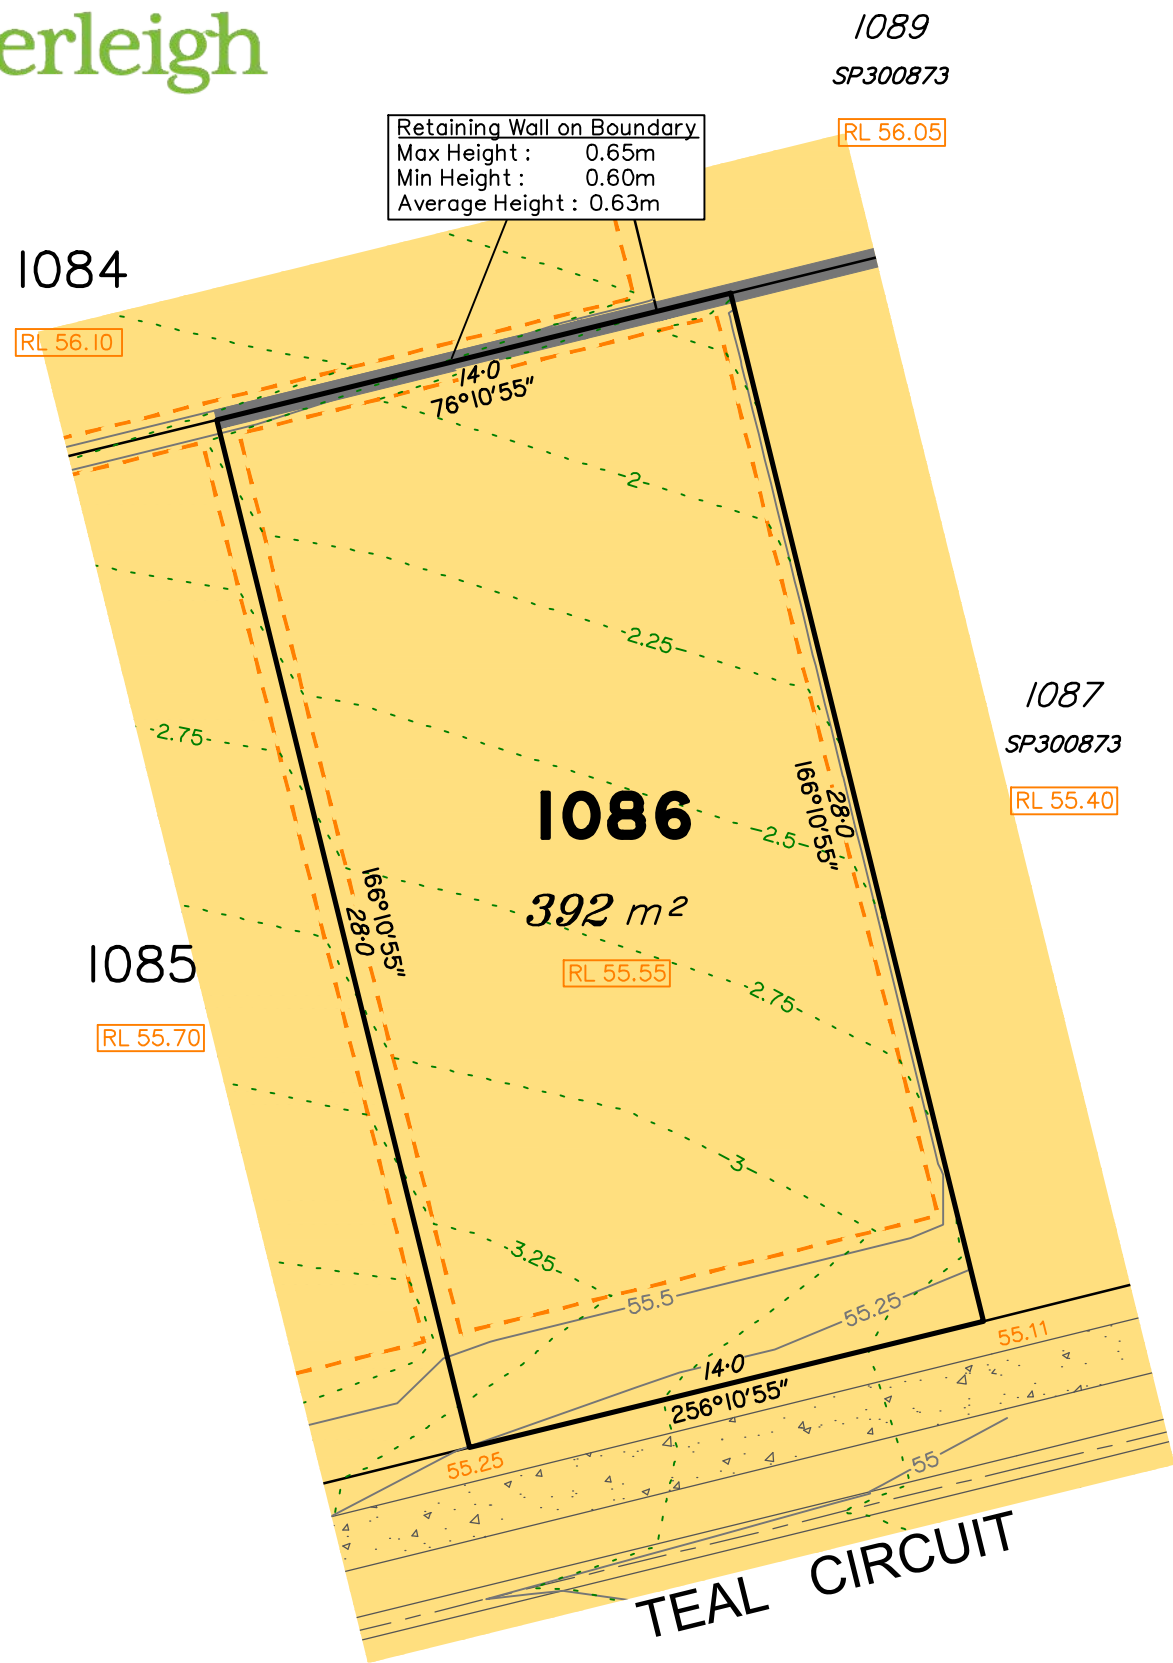 erleigh
1089
SP300873
RL 56.05
Retaining Wall on Boundary
Max Height : 0.65m
Min Height : 0.60m
Average Height : 0.63m
1084
RL 56.10
14·0
76°10'55"
2
2.25
2.75
1087
SP300873
RL 55.40
166°10'55"
28·0
1086
2.5
392 m²
RL 55.55
166°10'55"
28·0
1085
RL 55.70
2.75
3
3.25
55.5
55.25
55.11
14·0
256°10'55"
55.25
55
TEAL CIRCUIT